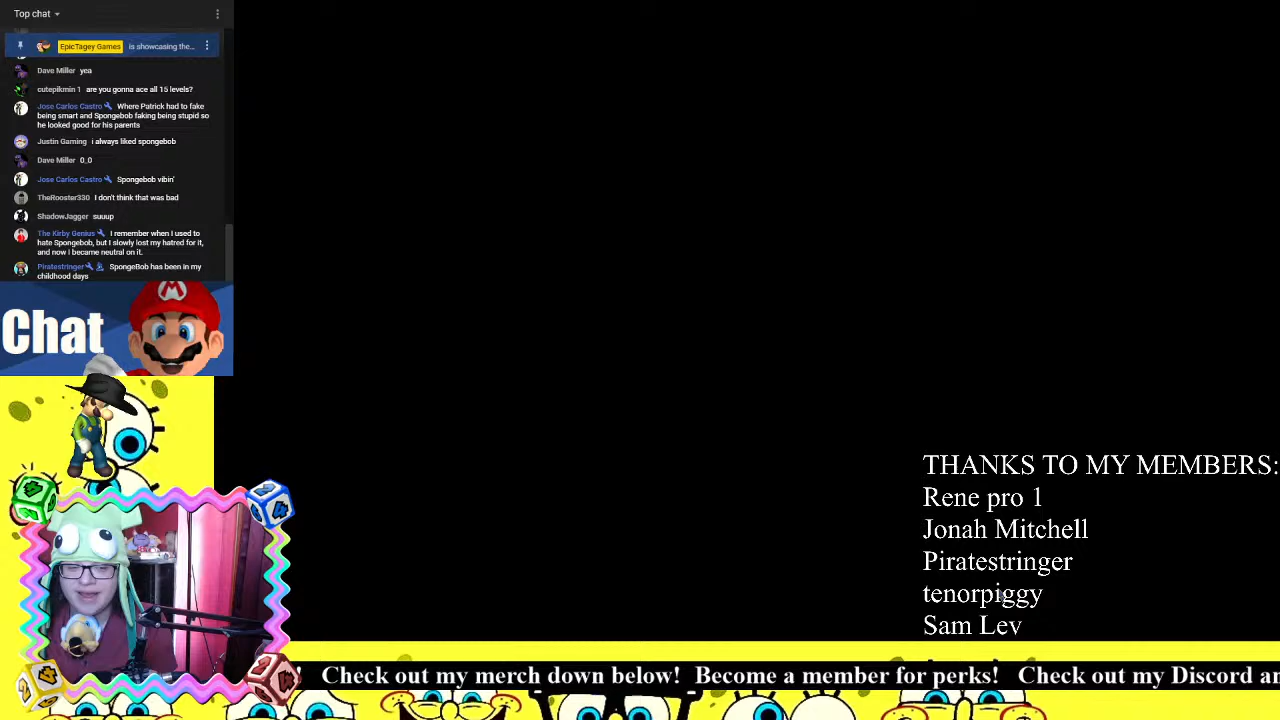 Top chat
EpicTagey Games is showcasing the...
Dave Miller yea
cutepikmin 1 are you gonna ace all 15 levels?
Jose Carlos Castro Where Patrick had to fake
being smart and Spongebob faking being stupid so
he looked good for his parents
Justin Gaming i always liked spongebob
Dave Miller 0_0
Jose Carlos Castro Spongebob vibin'
TheRooster330 I don't think that was bad
ShadowJagger suuup
The Kirby Genius I remember when I used to
hate Spongebob, but I slowly lost my hatred for it,
and now I became neutral on it.
Piratestringer SpongeBob has been in my
childhood days
Chat
M
THANKS TO MY MEMBERS:
Rene pro 1
Jonah Mitchell
Piratestringer
tenorpiggy
Sam Lev
! Check out my merch down below! Become a member for perks! Check out my Discord an